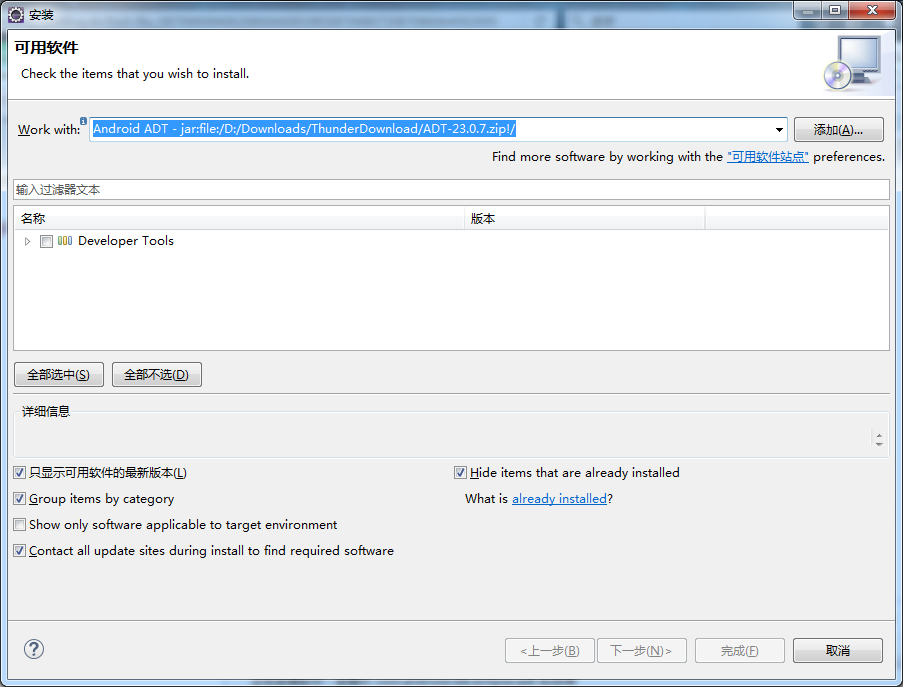 安装
可用软件
Check the items that you wish to install.
Work with: Android ADT - jar:file:/D:/Downloads/ThunderDownload/ADT-23.0.7.zip!/ 添加(A)...
Find more software by working with the "可用软件站点" preferences.
输入过滤器文本
名称 版本
Developer Tools
全部选中(S) 全部不选(D)
详细信息
只显示可用软件的最新版本(L) Hide items that are already installed
Group items by category What is already installed?
Show only software applicable to target environment
Contact all update sites during install to find required software
? <上一步(B) 下一步(N)> 完成(F) 取消